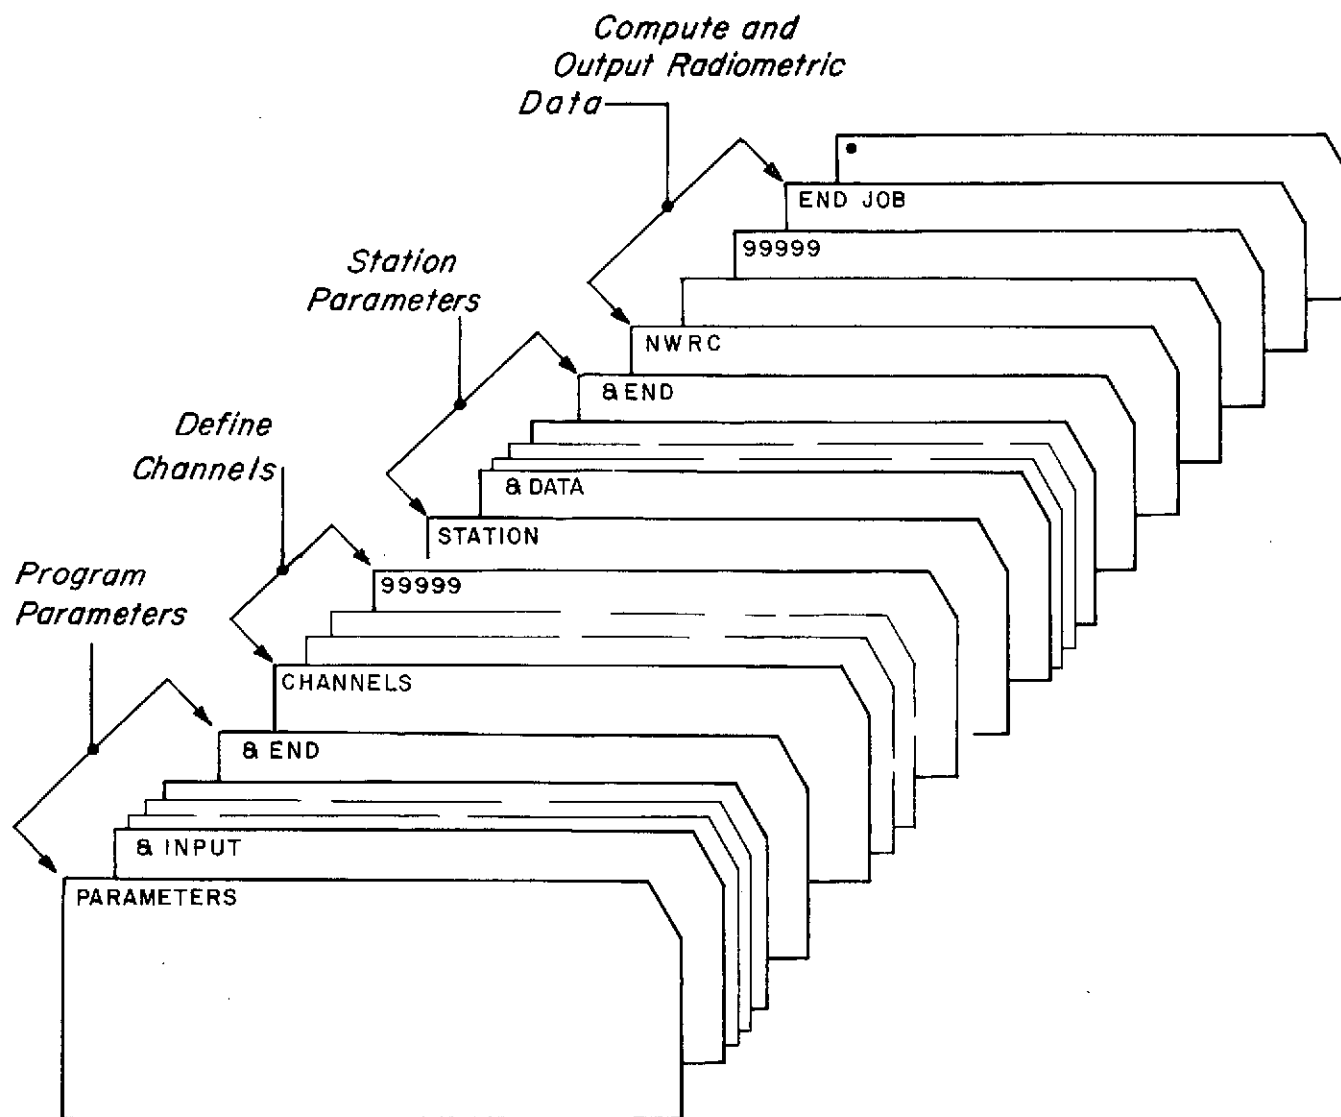 Compute and
Output Radiometric
Data
END JOB
99999
Station
Parameters
NWRC
& END
Define
Channels
& DATA
STATION
Program
Parameters
99999
CHANNELS
& END
& INPUT
PARAMETERS